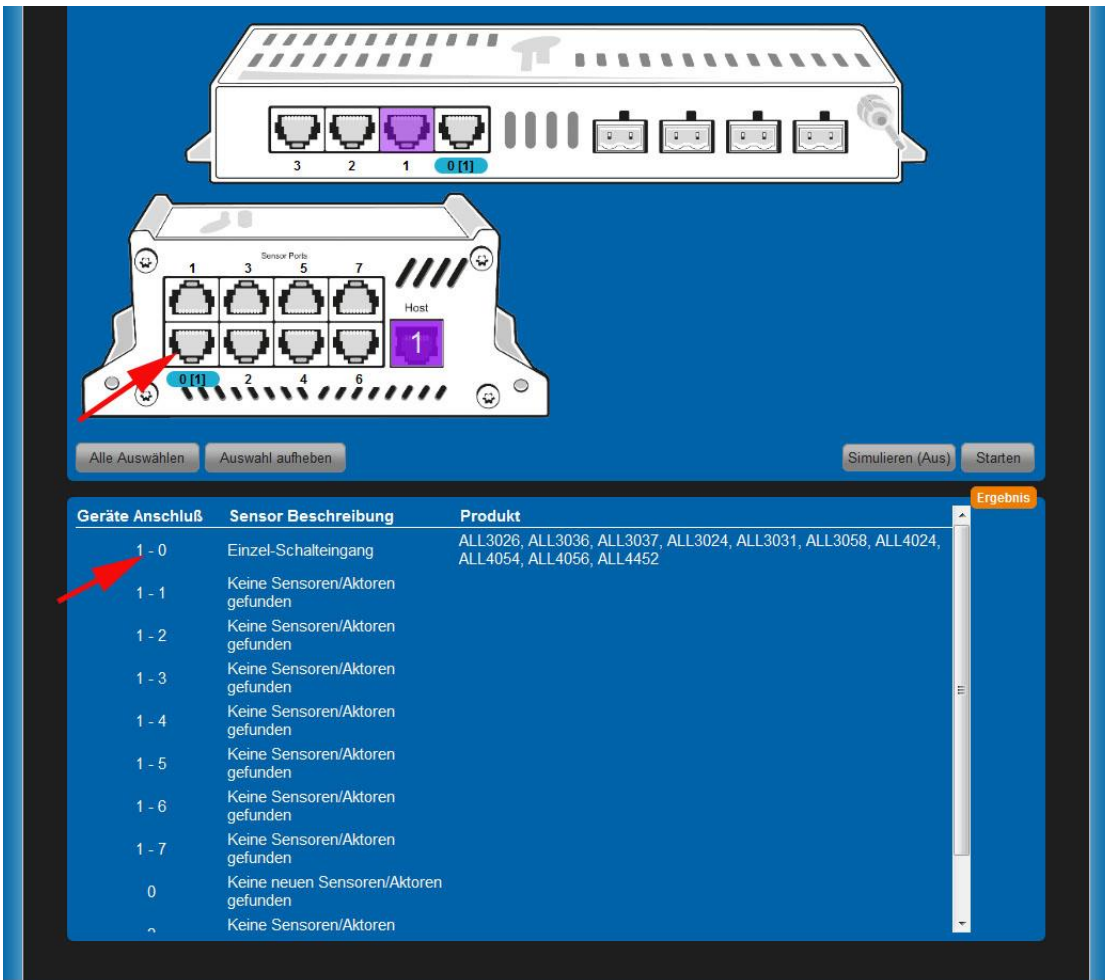 3 2 1 0 [1]
Sensor Ports
1 3 5 7
Host
1
0 [1] 2 4 6
Alle Auswählen Auswahl aufheben Simulieren (Aus) Starten
Ergebnis
Geräte Anschluß Sensor Beschreibung Produkt
1 - 0 Einzel-Schalteingang ALL3026, ALL3036, ALL3037, ALL3024, ALL3031, ALL3058, ALL4024,
ALL4054, ALL4056, ALL4452
1 - 1 Keine Sensoren/Aktoren
gefunden
1 - 2 Keine Sensoren/Aktoren
gefunden
1 - 3 Keine Sensoren/Aktoren
gefunden
1 - 4 Keine Sensoren/Aktoren
gefunden
1 - 5 Keine Sensoren/Aktoren
gefunden
1 - 6 Keine Sensoren/Aktoren
gefunden
1 - 7 Keine Sensoren/Aktoren
gefunden
0 Keine neuen Sensoren/Aktoren
gefunden
Keine Sensoren/Aktoren